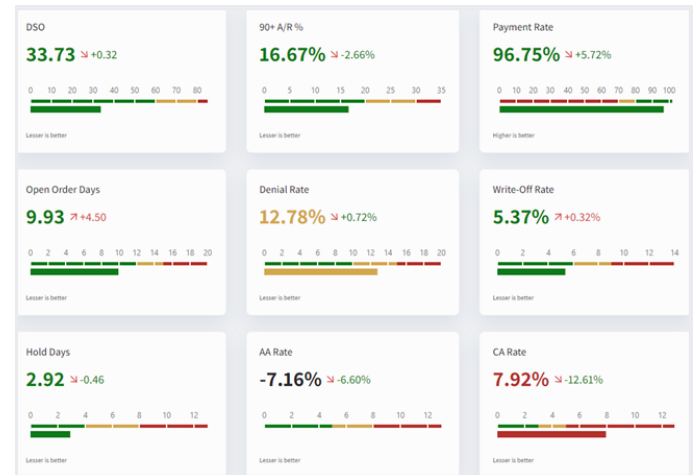 DSO
33.73 +0.32
0 10 20 30 40 50 60 70 80
Lesser is better
90+ A/R %
16.67% -2.66%
0 5 10 15 20 25 30 35
Lesser is better
Payment Rate
96.75% +5.72%
0 10 20 30 40 50 60 70 80 90 100
Higher is better
Open Order Days
9.93 +4.50
0 2 4 6 8 10 12 14 16 18 20
Lesser is better
Denial Rate
12.78% +0.72%
0 2 4 6 8 10 12 14 16 18 20
Lesser is better
Write-Off Rate
5.37% +0.32%
0 2 4 6 8 10 12 14
Lesser is better
Hold Days
2.92 -0.46
0 2 4 6 8 10 12
Lesser is better
AA Rate
-7.16% -6.60%
0 2 4 6 8 10 12
Lesser is better
CA Rate
7.92% -12.61%
0 2 4 6 8 10 12
Lesser is better